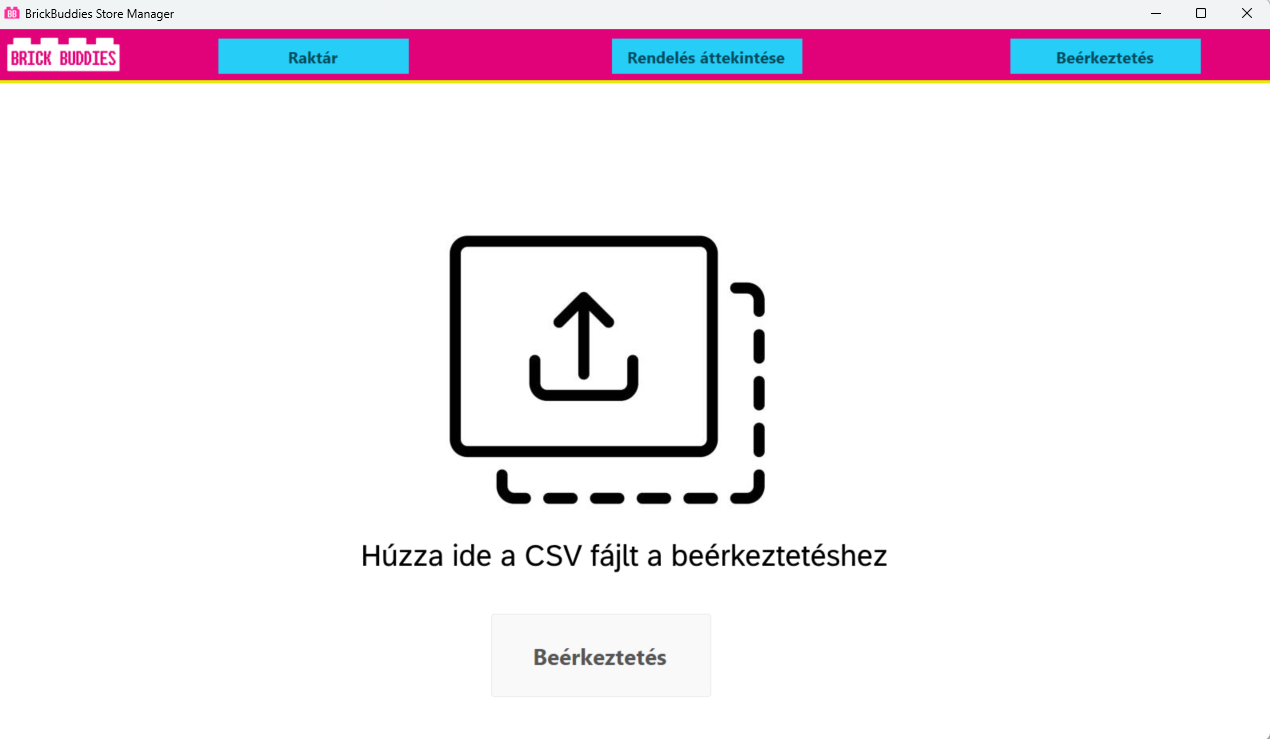 BrickBuddies Store Manager
BRICK BUDDIES
Raktár
Rendelés áttekintése
Beérkeztetés
Húzza ide a CSV fájlt a beérkeztetéshez
Beérkeztetés